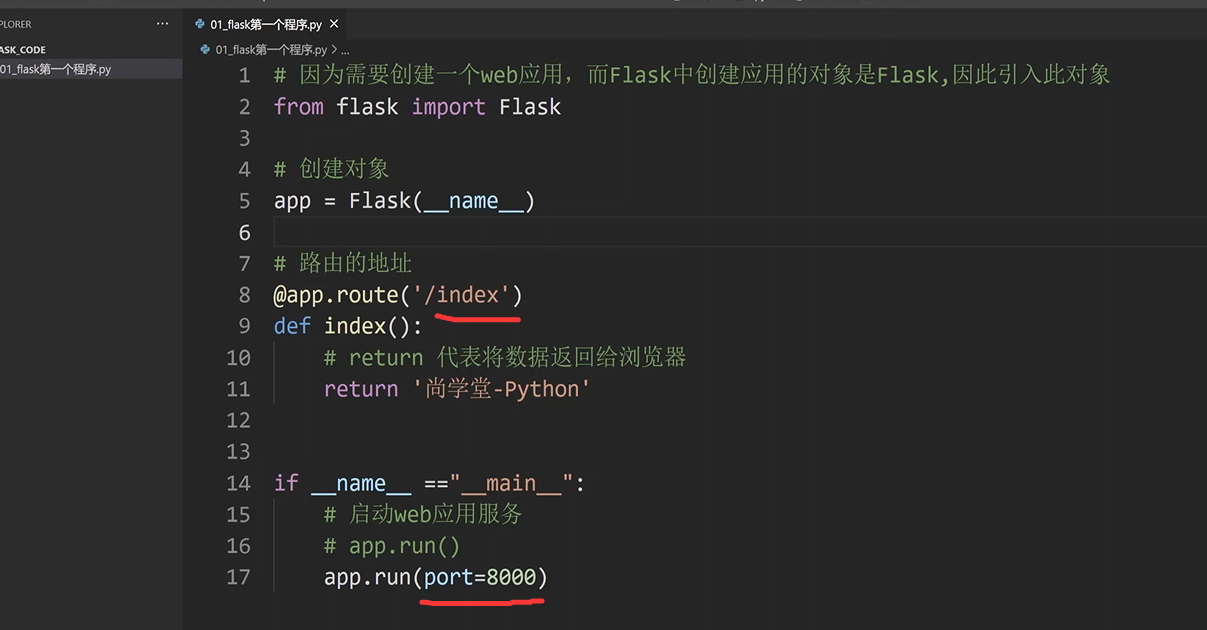 PLORER
...
01_flask第一个程序.py
ASK_CODE
01_flask第一个程序.py
01_flask第一个程序.py > ...
1 # 因为需要创建一个web应用，而Flask中创建应用的对象是Flask,因此引入此对象
2 from flask import Flask
3
4 # 创建对象
5 app = Flask(__name__)
6
7 # 路由的地址
8 @app.route('/index')
9 def index():
10     # return 代表将数据返回给浏览器
11     return '尚学堂-Python'
12
13
14 if __name__ =="__main__":
15     # 启动web应用服务
16     # app.run()
17     app.run(port=8000)